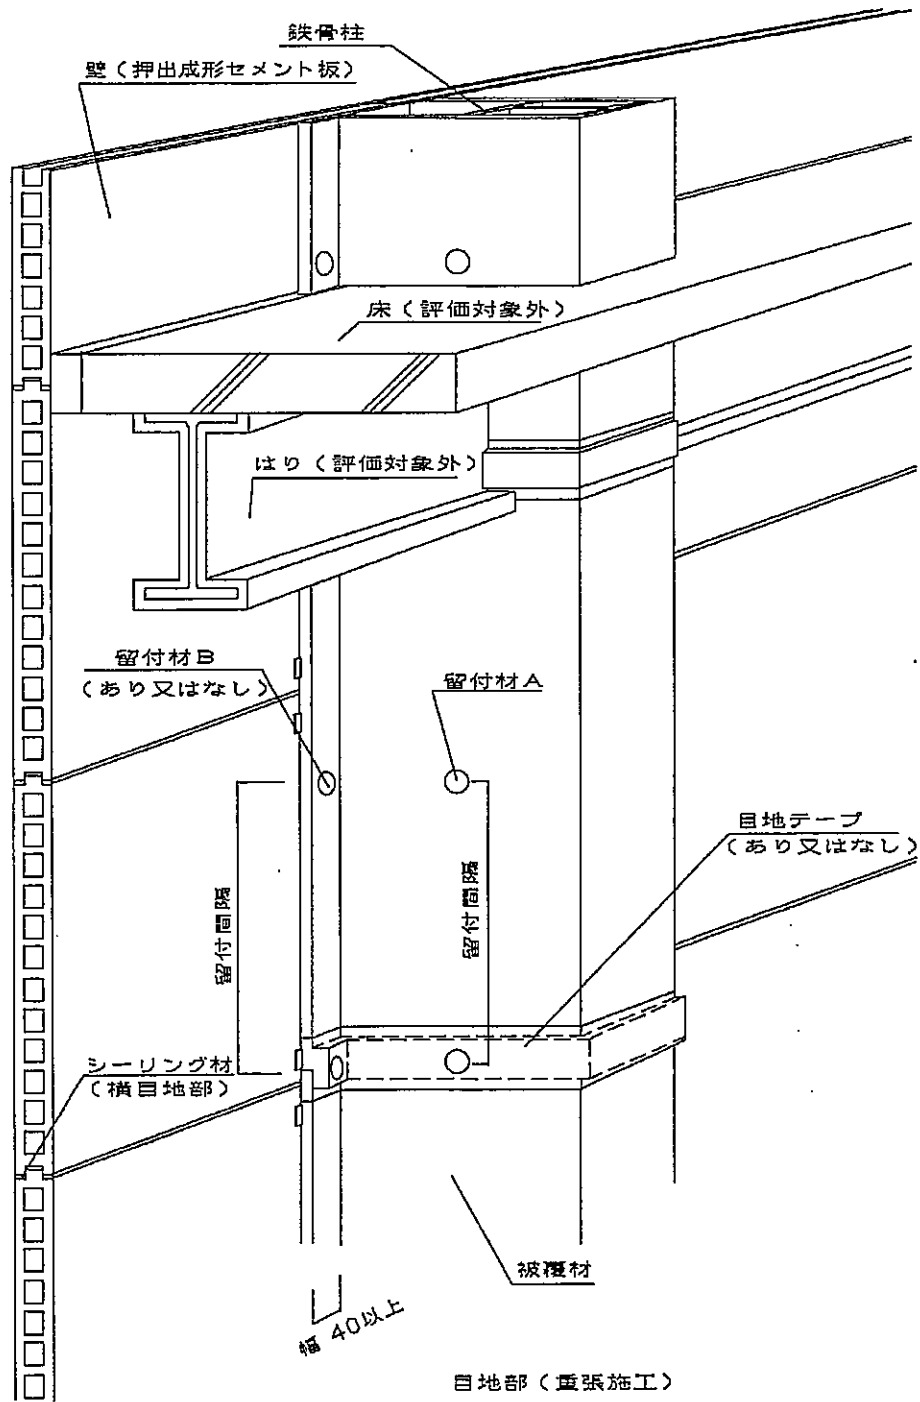 鉄骨柱
壁（押出成形セメント板）
床（評価対象外）
はり（評価対象外）
留付材B
（あり又はなし）
留付材A
目地テープ
（あり又はなし）
留付間隔
留付間隔
シーリング材
（横目地部）
被覆材
幅 40以上
目地部（重張施工）